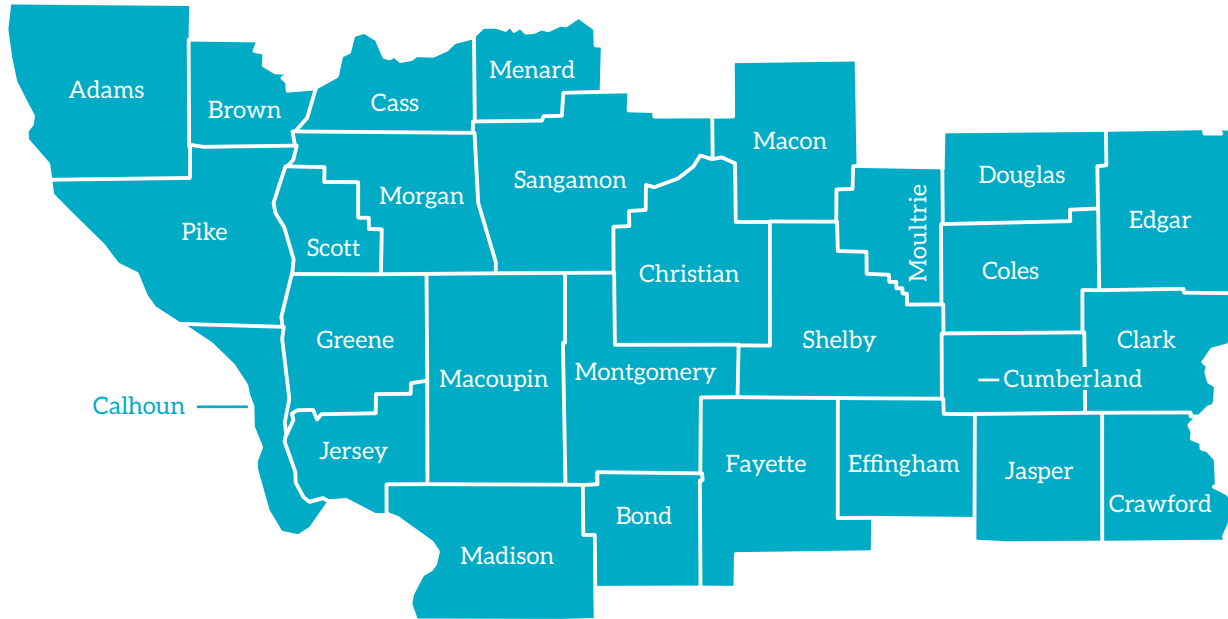 Adams
Brown
Cass
Menard
Macon
Douglas
Edgar
Pike
Scott
Morgan
Sangamon
Christian
Moultrie
Coles
Clark
Greene
Macoupin
Montgomery
Shelby
Cumberland
Calhoun
Jersey
Madison
Bond
Fayette
Effingham
Jasper
Crawford